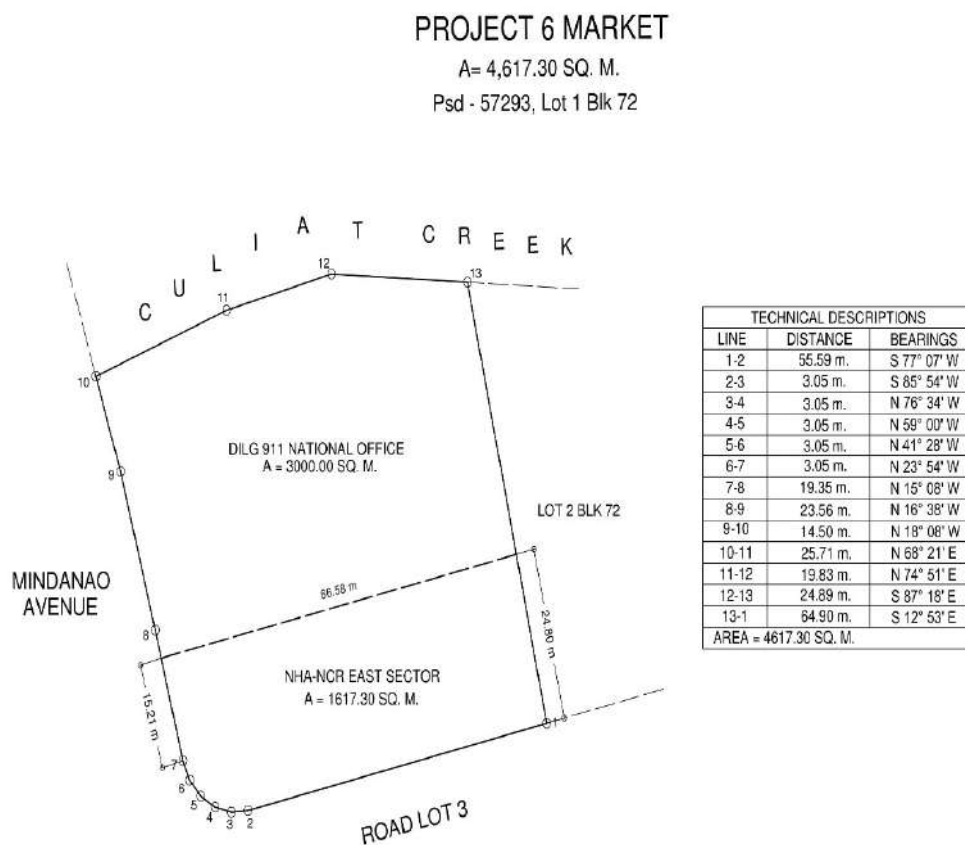 PROJECT 6 MARKET
A= 4,617.30 SQ. M.
Psd - 57293, Lot 1 Blk 72
CULIAT CREEK
10
11
12
13
9
8
7
6
5
4
3
2
1
DILG 911 NATIONAL OFFICE
A = 3000.00 SQ. M.
LOT 2 BLK 72
MINDANAO
AVENUE
66.58 m
24.80 m
15.21 m
NHA-NCR EAST SECTOR
A = 1617.30 SQ. M.
ROAD LOT 3
TECHNICAL DESCRIPTIONS
LINE DISTANCE BEARINGS
1-2 55.59 m. S 77° 07' W
2-3 3.05 m. S 85° 54' W
3-4 3.05 m. N 76° 34' W
4-5 3.05 m. N 59° 00' W
5-6 3.05 m. N 41° 28' W
6-7 3.05 m. N 23° 54' W
7-8 19.35 m. N 15° 08' W
8-9 23.56 m. N 16° 38' W
9-10 14.50 m. N 18° 08' W
10-11 25.71 m. N 68° 21' E
11-12 19.83 m. N 74° 51' E
12-13 24.89 m. S 87° 18' E
13-1 64.90 m. S 12° 53' E
AREA = 4617.30 SQ. M.